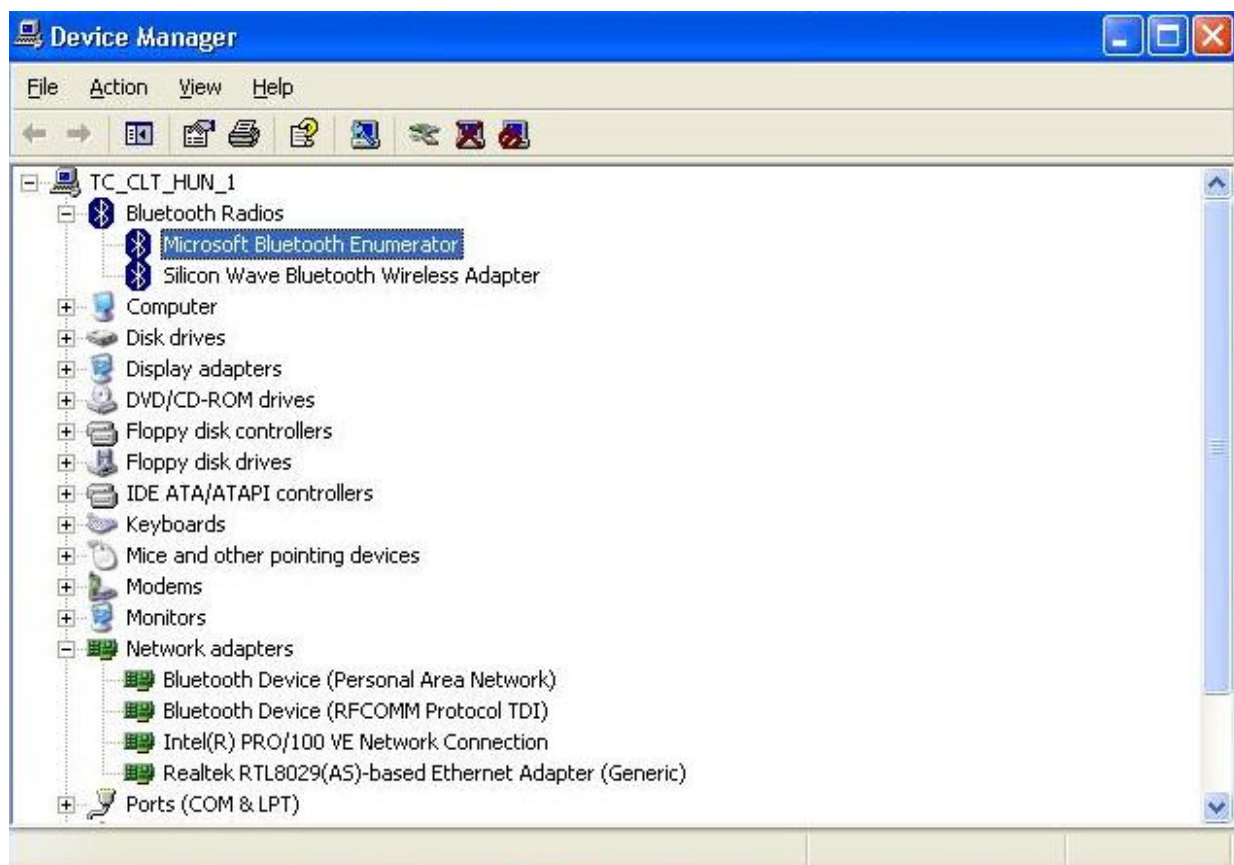 Device Manager
File Action View Help
TC_CLT_HUN_1
Bluetooth Radios
Microsoft Bluetooth Enumerator
Silicon Wave Bluetooth Wireless Adapter
Computer
Disk drives
Display adapters
DVD/CD-ROM drives
Floppy disk controllers
Floppy disk drives
IDE ATA/ATAPI controllers
Keyboards
Mice and other pointing devices
Modems
Monitors
Network adapters
Bluetooth Device (Personal Area Network)
Bluetooth Device (RFCOMM Protocol TDI)
Intel(R) PRO/100 VE Network Connection
Realtek RTL8029(AS)-based Ethernet Adapter (Generic)
Ports (COM & LPT)